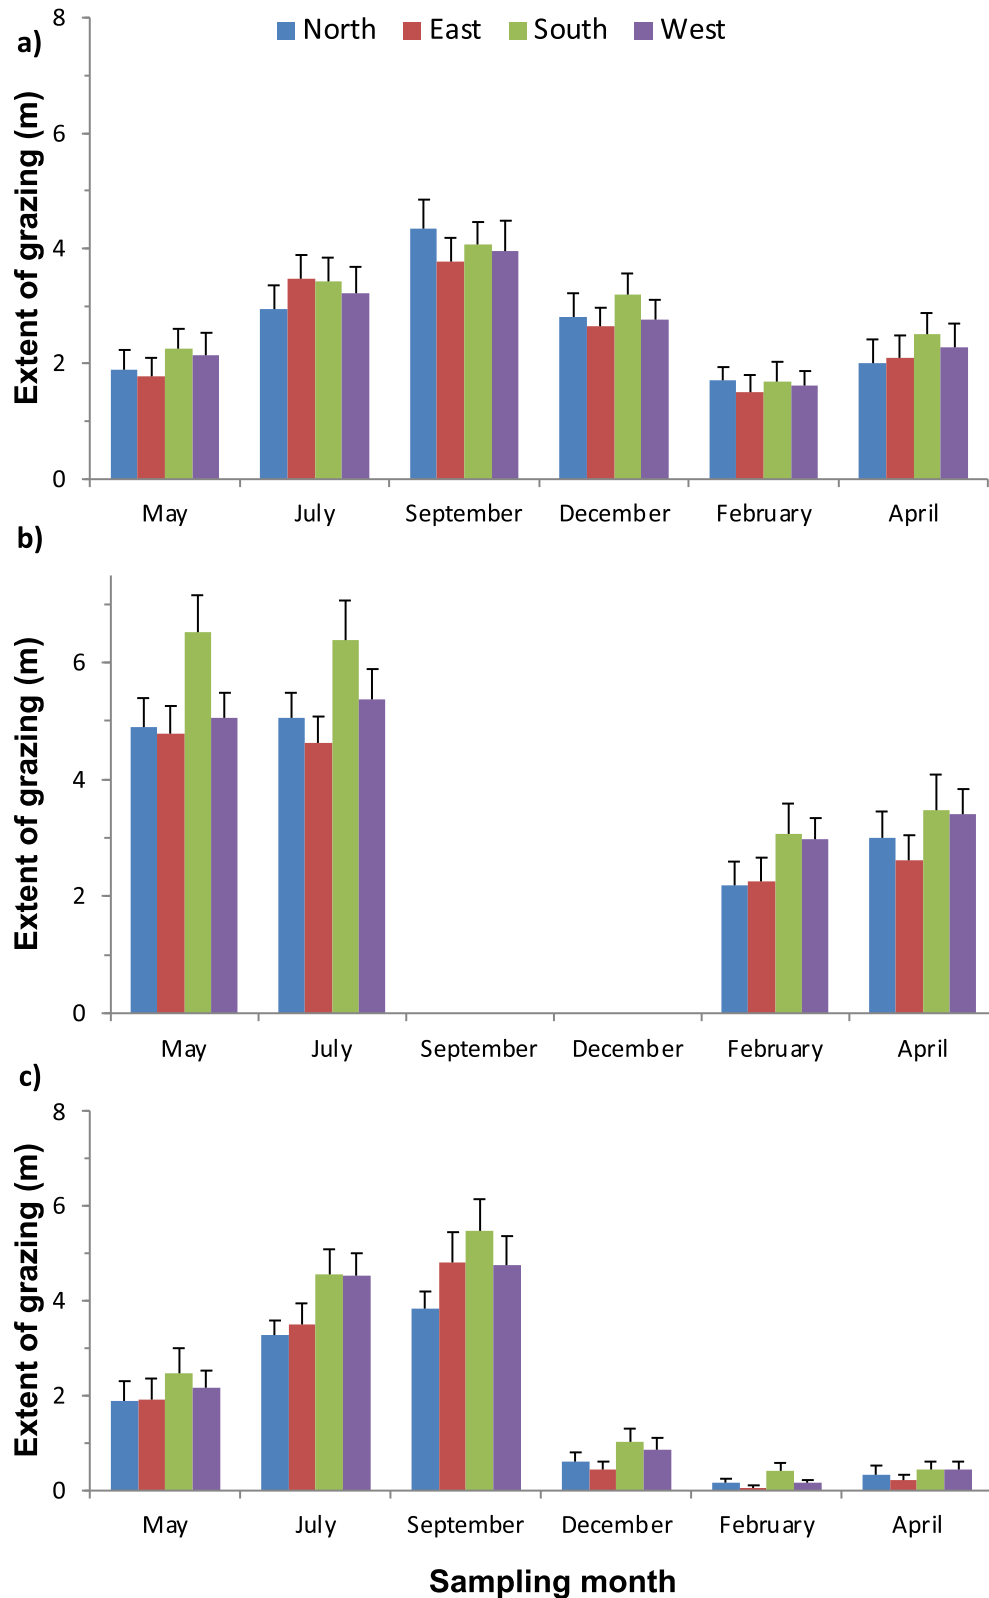 a)
North East South West
Extent of grazing (m)
8
6
4
2
0
May July September December February April
b)
Extent of grazing (m)
6
4
2
0
May July September December February April
c)
Extent of grazing (m)
8
6
4
2
0
May July September December February April
Sampling month